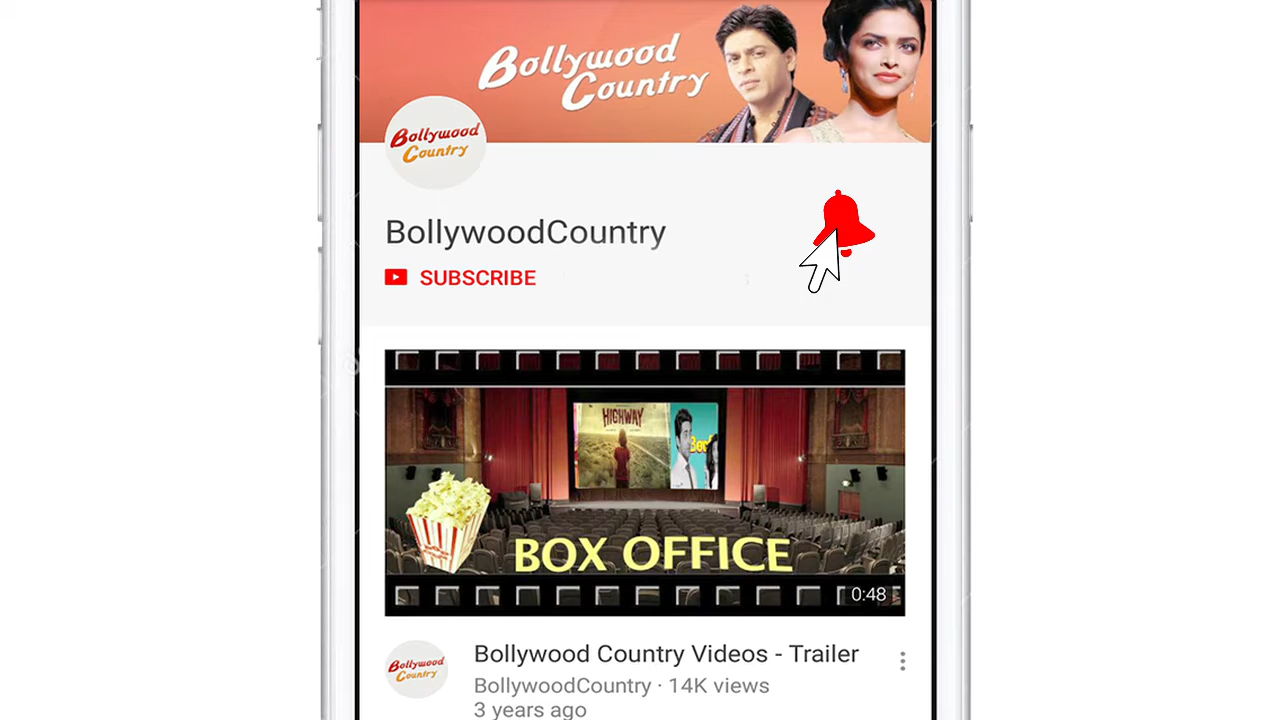 Bollywood
Country
Bollywood
Country
BollywoodCountry
SUBSCRIBE
HIGHWAY
BOX OFFICE
0:48
Bollywood Country Videos - Trailer
Bollywood
Country
BollywoodCountry · 14K views
3 years ago